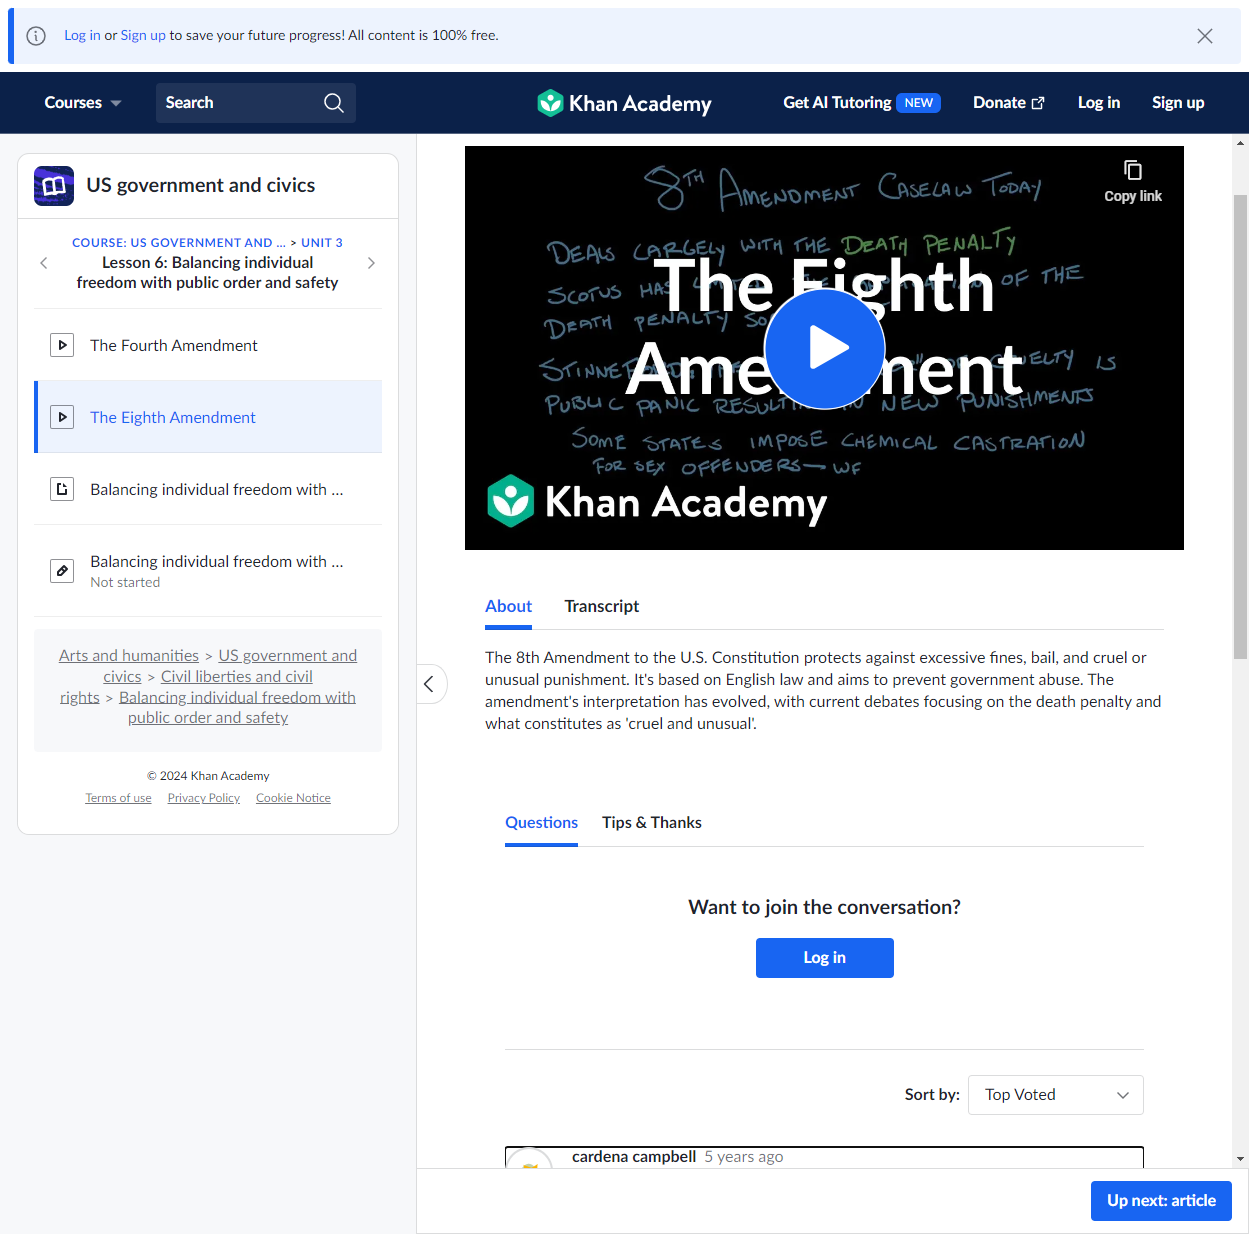 Log in or Sign up to save your future progress! All content is 100% free.
Courses
Search
Khan Academy
Get AI Tutoring NEW
Donate
Log in
Sign up
US government and civics
COURSE: US GOVERNMENT AND ... > UNIT 3
Lesson 6: Balancing individual
freedom with public order and safety
The Fourth Amendment
The Eighth Amendment
Balancing individual freedom with ...
Balancing individual freedom with ...
Not started
Arts and humanities > US government and
civics > Civil liberties and civil
rights > Balancing individual freedom with
public order and safety
© 2024 Khan Academy
Terms of use Privacy Policy Cookie Notice
8TH AMENDMENT CASELAW TODAY
Copy link
DEALS LARGELY WITH THE DEATH PENALTY
SCOTUS HAS OF THE
DEATH PENALTY
The Eighth
Amendment
CRUELTY IS
PUBLIC PANIC RESULTING IN NEW PUNISHMENTS
SOME STATES IMPOSE CHEMICAL CASTRATION
FOR SEX OFFENDERS — WF
Khan Academy
About Transcript
The 8th Amendment to the U.S. Constitution protects against excessive fines, bail, and cruel or
unusual punishment. It's based on English law and aims to prevent government abuse. The
amendment's interpretation has evolved, with current debates focusing on the death penalty and
what constitutes as 'cruel and unusual'.
Questions Tips & Thanks
Want to join the conversation?
Log in
Sort by: Top Voted
cardena campbell 5 years ago
Up next: article